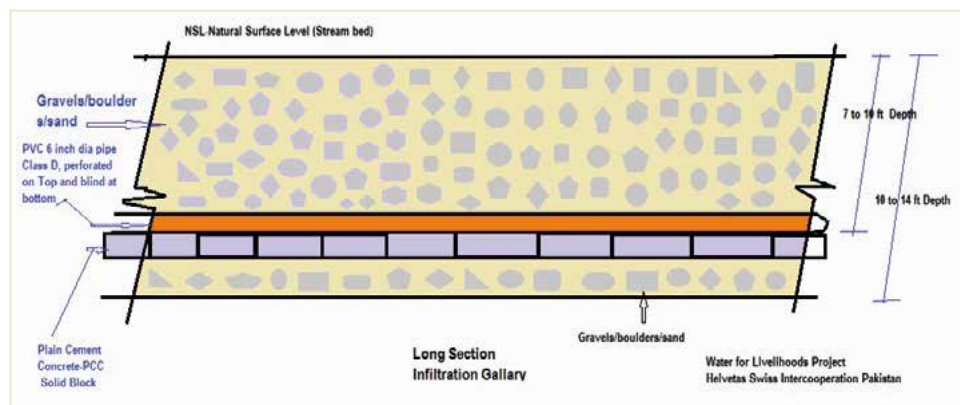 NSL-Natural Surface Level (Stream bed)
Gravels/boulder
s/sand
PVC 6 inch dia pipe
Class D, perforated
on Top and blind at
bottom
7 to 10 ft Depth
10 to 14 ft Depth
Plain Cement
Concrete-PCC
Solid Block
Long Section
Infiltration Gallary
Gravels/boulders/sand
Water for Livelihoods Project
Helvetas Swiss Intercooperation Pakistan